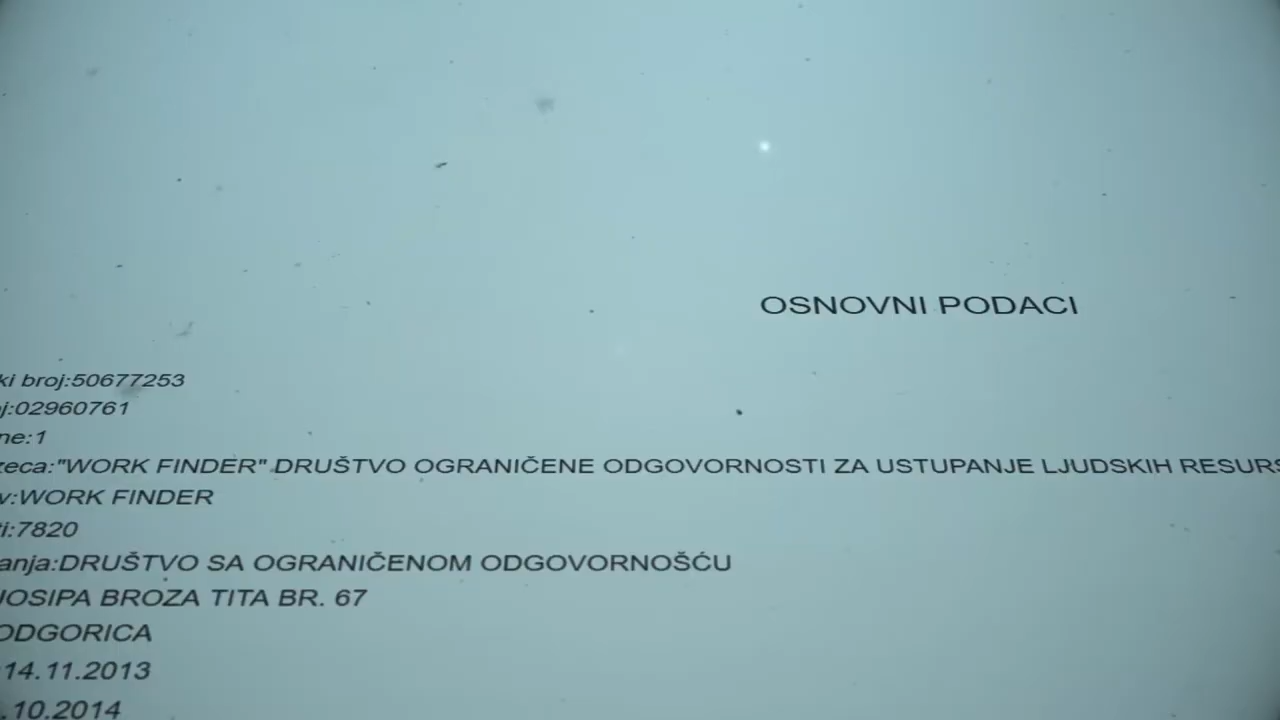 OSNOVNI PODACI
ki broj:50677253
j:02960761
ne:1
zeca:"WORK FINDER" DRUŠTVO OGRANIČENE ODGOVORNOSTI ZA USTUPANJE LJUDSKIH RESURS
v:WORK FINDER
ti:7820
anja:DRUŠTVO SA OGRANIČENOM ODGOVORNOŠĆU
JOSIPA BROZA TITA BR. 67
ODGORICA
14.11.2013
.10.2014